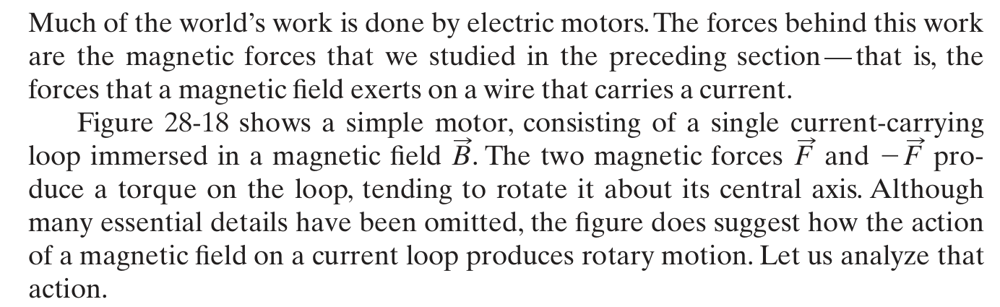 Much of the world’s work is done by electric motors. The forces behind this work
are the magnetic forces that we studied in the preceding section—that is, the
forces that a magnetic field exerts on a wire that carries a current.
Figure 28-18 shows a simple motor, consisting of a single current-carrying
loop immersed in a magnetic field B⃗. The two magnetic forces F⃗ and −F⃗ pro-
duce a torque on the loop, tending to rotate it about its central axis. Although
many essential details have been omitted, the figure does suggest how the action
of a magnetic field on a current loop produces rotary motion. Let us analyze that
action.